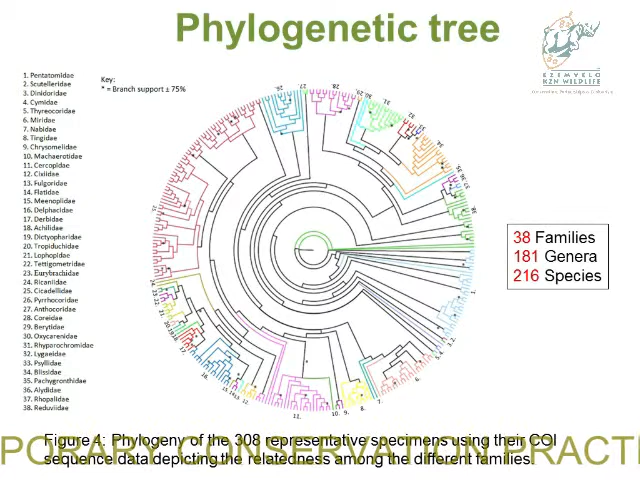 Phylogenetic tree
EZEMVELO
KZN WILDLIFE
Key:
* = Branch support ± 75%
1. Pentatomidae
2. Scutelleridae
3. Dinidoridae
4. Cymidae
5. Thyreocoridae
6. Miridae
7. Nabidae
8. Tingidae
9. Chrysomelidae
10. Machaerotidae
11. Cercopidae
12. Cixiidae
13. Fulgoridae
14. Flatidae
15. Meenoplidae
16. Delphacidae
17. Derbidae
18. Achilidae
19. Dictyopharidae
20. Tropiduchidae
21. Lophopidae
22. Tettigometridae
23. Eurybrachidae
24. Ricaniidae
25. Cicadellidae
26. Pyrrhocoridae
27. Anthocoridae
28. Coreidae
29. Berytidae
30. Oxycarenidae
31. Rhyparochromidae
32. Lygaeidae
33. Psyllidae
34. Blissidae
35. Pachygronthidae
36. Alydidae
37. Rhopalidae
38. Reduviidae
38 Families
181 Genera
216 Species
Figure 4: Phylogeny of the 308 representative specimens using their COI
sequence data depicting the relatedness among the different families.
PORARY CONSERVATION PRACTI